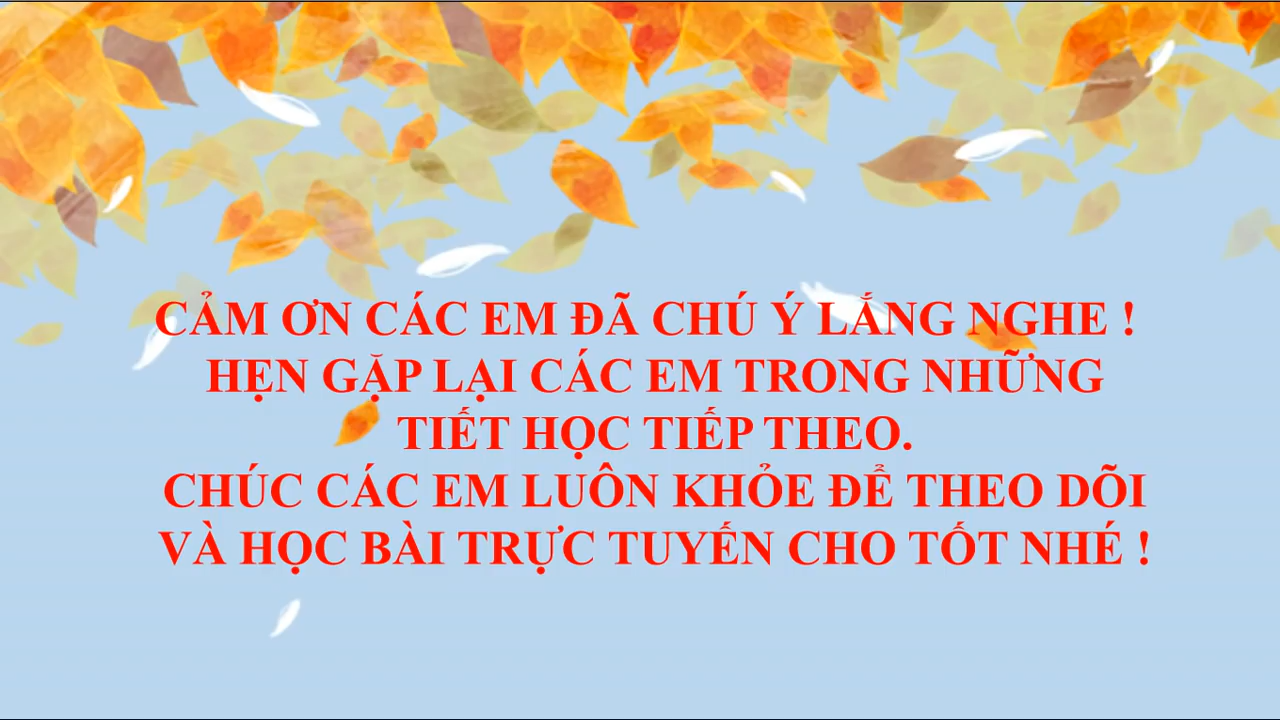 CẢM ƠN CÁC EM ĐÃ CHÚ Ý LẮNG NGHE !
HẸN GẶP LẠI CÁC EM TRONG NHỮNG
TIẾT HỌC TIẾP THEO.
CHÚC CÁC EM LUÔN KHỎE ĐỂ THEO DÕI
VÀ HỌC BÀI TRỰC TUYẾN CHO TỐT NHÉ !